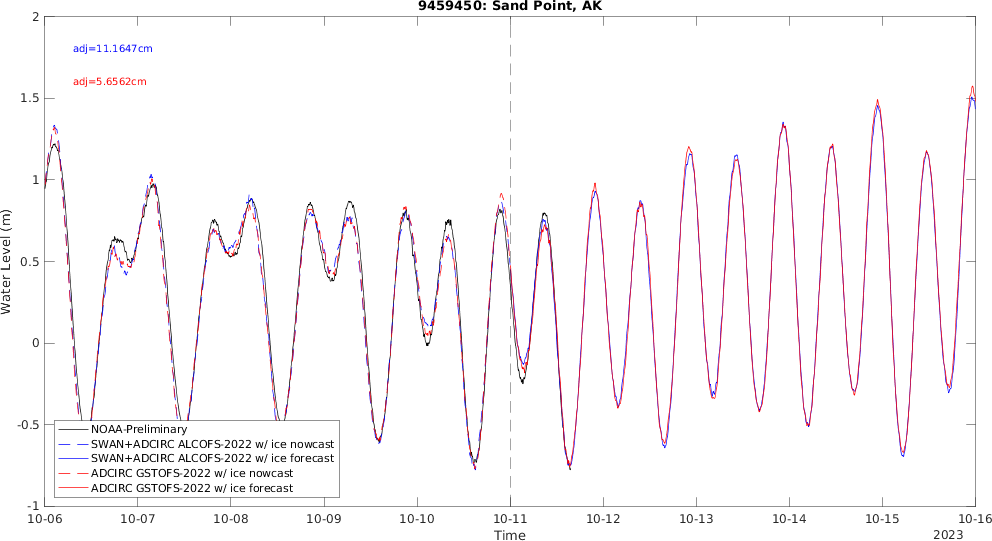 9459450: Sand Point, AK
adj=11.1647cm
adj=5.6562cm
Water Level (m)
2
1.5
1
0.5
0
-0.5
-1
NOAA-Preliminary
SWAN+ADCIRC ALCOFS-2022 w/ ice nowcast
SWAN+ADCIRC ALCOFS-2022 w/ ice forecast
ADCIRC GSTOFS-2022 w/ ice nowcast
ADCIRC GSTOFS-2022 w/ ice forecast
10-06 10-07 10-08 10-09 10-10 10-11 10-12 10-13 10-14 10-15 10-16
Time
2023